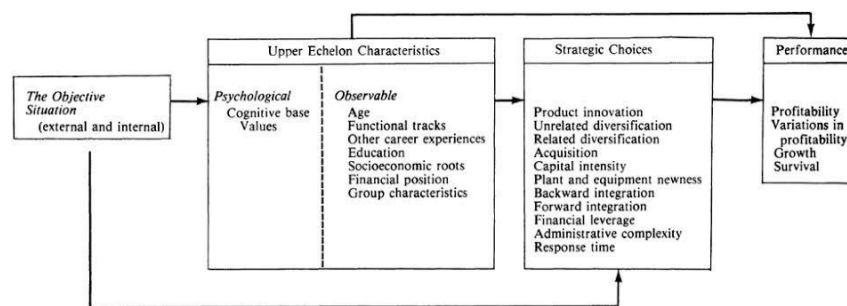 The Objective
Situation
(external and internal)
Upper Echelon Characteristics
Psychological
Cognitive base
Values
Observable
Age
Functional tracks
Other career experiences
Education
Socioeconomic roots
Financial position
Group characteristics
Strategic Choices
Product innovation
Unrelated diversification
Related diversification
Acquisition
Capital intensity
Plant and equipment newness
Backward integration
Forward integration
Financial leverage
Administrative complexity
Response time
Performance
Profitability
Variations in
profitability
Growth
Survival